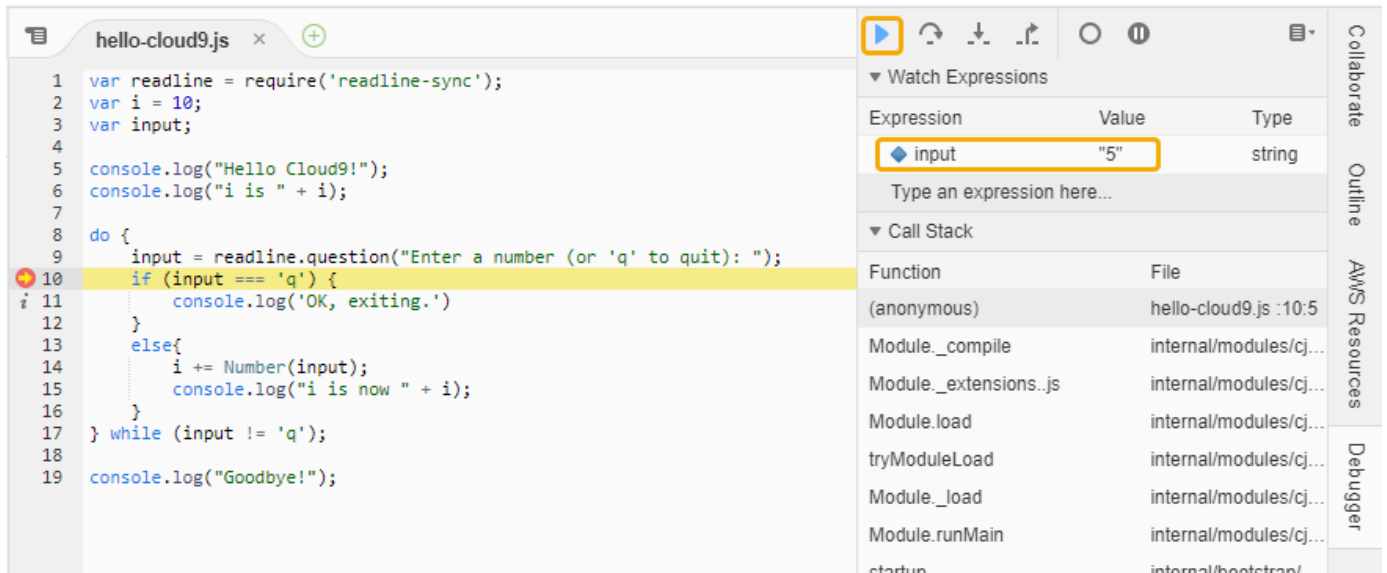 hello-cloud9.js ×
1 var readline = require('readline-sync');
2 var i = 10;
3 var input;
4
5 console.log("Hello Cloud9!");
6 console.log("i is " + i);
7
8 do {
9 input = readline.question("Enter a number (or 'q' to quit): ");
10 if (input === 'q') {
i 11 console.log('OK, exiting.')
12 }
13 else{
14 i += Number(input);
15 console.log("i is now " + i);
16 }
17 } while (input != 'q');
18
19 console.log("Goodbye!");
Watch Expressions
Expression Value Type
input "5" string
Type an expression here...
Call Stack
Function File
(anonymous) hello-cloud9.js :10:5
Module._compile internal/modules/cj...
Module._extensions..js internal/modules/cj...
Module.load internal/modules/cj...
tryModuleLoad internal/modules/cj...
Module._load internal/modules/cj...
Module.runMain internal/modules/cj...
startup internal/bootstrap/
Collaborate
Outline
AWS Resources
Debugger